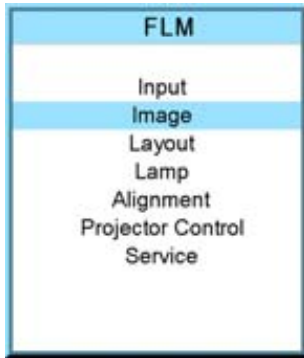 FLM
Input
Image
Layout
Lamp
Alignment
Projector Control
Service